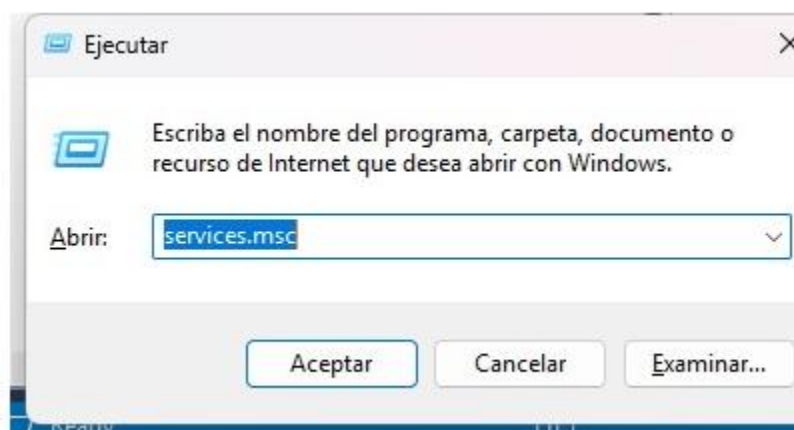 Ejecutar
Escriba el nombre del programa, carpeta, documento o
recurso de Internet que desea abrir con Windows.
Abrir: services.msc
Aceptar Cancelar Examinar...
Ready